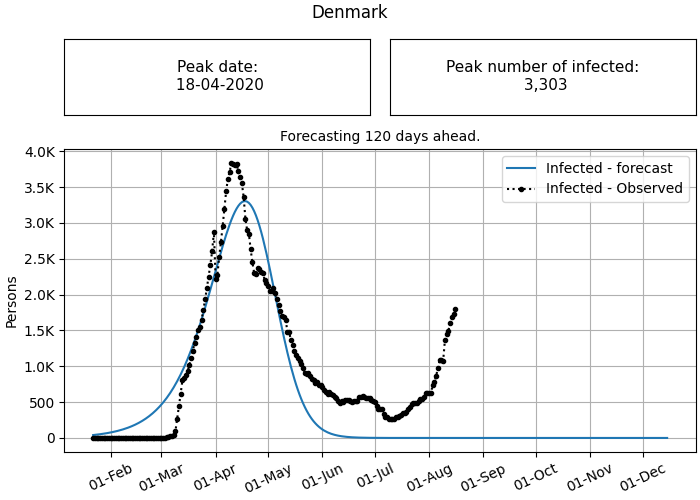 Denmark
Peak date:
18-04-2020
Peak number of infected:
3,303
Forecasting 120 days ahead.
4.0K
3.5K
3.0K
2.5K
2.0K
1.5K
1.0K
500
0
Persons
Infected - forecast
Infected - Observed
01-Feb
01-Mar
01-Apr
01-May
01-Jun
01-Jul
01-Aug
01-Sep
01-Oct
01-Nov
01-Dec